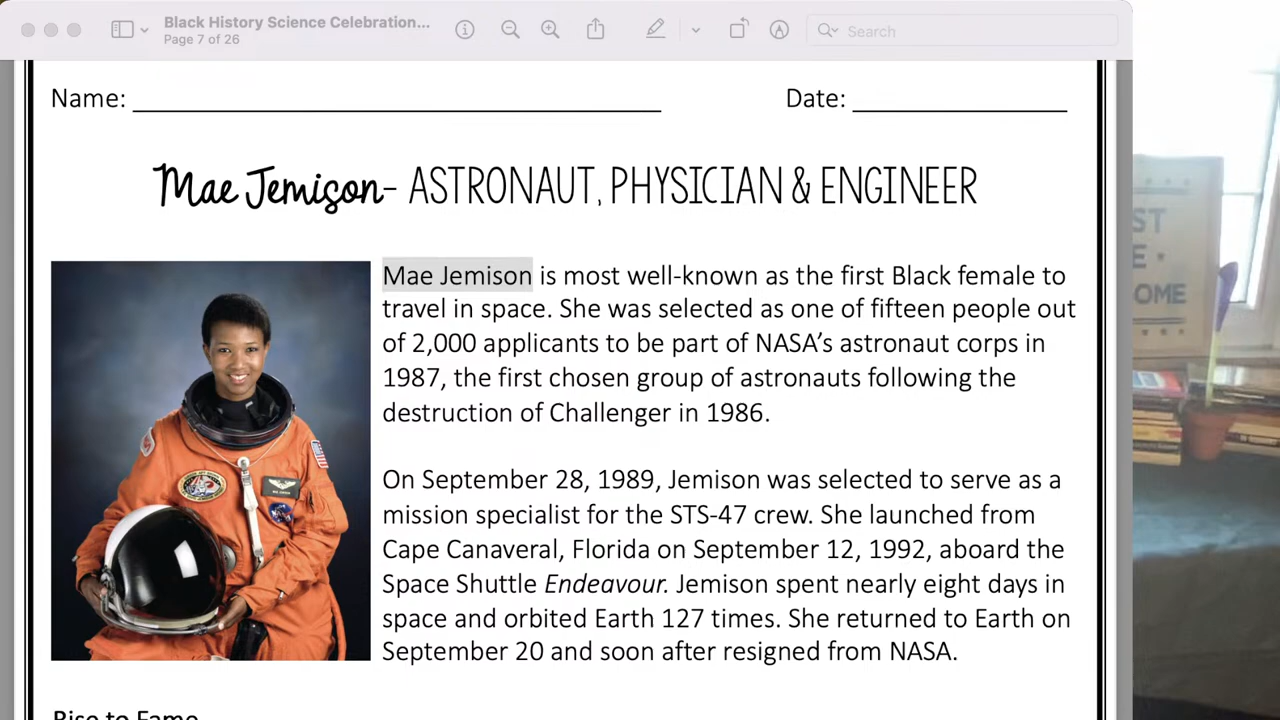 Black History Science Celebration...
Page 7 of 26
Search
Name:
Date:
Mae Jemison- ASTRONAUT, PHYSICIAN & ENGINEER
Mae Jemison is most well-known as the first Black female to
travel in space. She was selected as one of fifteen people out
of 2,000 applicants to be part of NASA’s astronaut corps in
1987, the first chosen group of astronauts following the
destruction of Challenger in 1986.
On September 28, 1989, Jemison was selected to serve as a
mission specialist for the STS-47 crew. She launched from
Cape Canaveral, Florida on September 12, 1992, aboard the
Space Shuttle Endeavour. Jemison spent nearly eight days in
space and orbited Earth 127 times. She returned to Earth on
September 20 and soon after resigned from NASA.
Rise to Fame
ST
E
OME